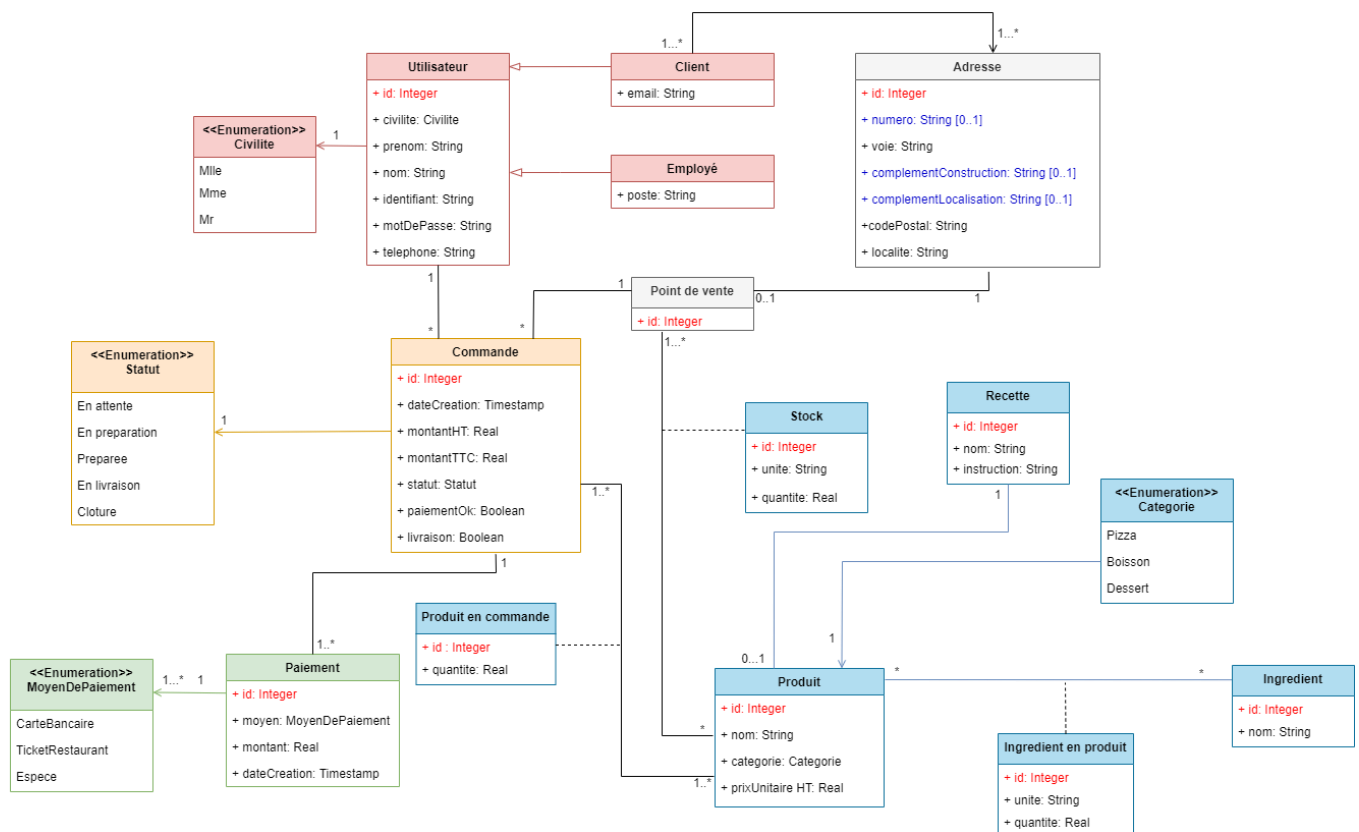 1...*
1...*
Utilisateur
+ id: Integer
+ civilite: Civilite
+ prenom: String
+ nom: String
+ identifiant: String
+ motDePasse: String
+ telephone: String
Client
+ email: String
Adresse
+ id: Integer
+ numero: String [0..1]
+ voie: String
+ complementConstruction: String [0..1]
+ complementLocalisation: String [0..1]
+codePostal: String
+ localite: String
<<Enumeration>>
Civilite
Mlle
Mme
Mr
1
Employé
+ poste: String
1
*
1
*
Point de vente
+ id: Integer
0..1
1
1...*
<<Enumeration>>
Statut
En attente
En preparation
Preparee
En livraison
Cloture
1
Commande
+ id: Integer
+ dateCreation: Timestamp
+ montantHT: Real
+ montantTTC: Real
+ statut: Statut
+ paiementOk: Boolean
+ livraison: Boolean
1..*
1
Stock
+ id: Integer
+ unite: String
+ quantite: Real
Recette
+ id: Integer
+ nom: String
+ instruction: String
1
<<Enumeration>>
Categorie
Pizza
Boisson
Dessert
1
0...1
Produit en commande
+ id : Integer
+ quantite: Real
1..*
<<Enumeration>>
MoyenDePaiement
CarteBancaire
TicketRestaurant
Espece
1...*
1
Paiement
+ id: Integer
+ moyen: MoyenDePaiement
+ montant: Real
+ dateCreation: Timestamp
*
1..*
Produit
+ id: Integer
+ nom: String
+ categorie: Categorie
+ prixUnitaire HT: Real
*
*
Ingredient
+ id: Integer
+ nom: String
Ingredient en produit
+ id: Integer
+ unite: String
+ quantite: Real